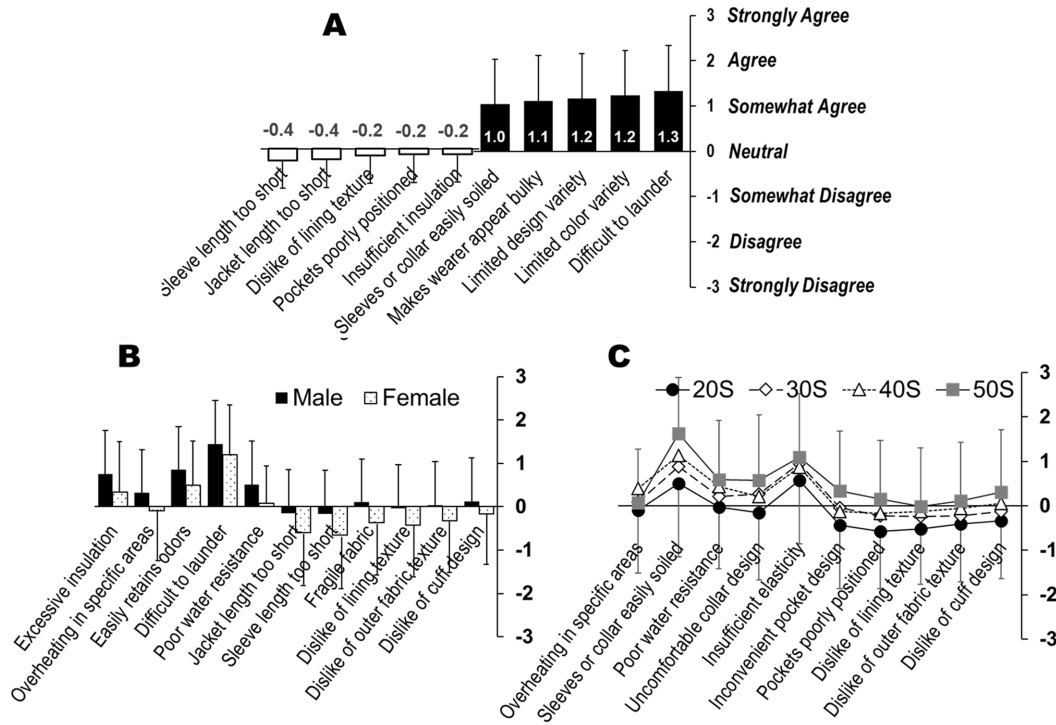 A
3 Strongly Agree
2 Agree
1 Somewhat Agree
0 Neutral
-1 Somewhat Disagree
-2 Disagree
-3 Strongly Disagree
-0.4 -0.4 -0.2 -0.2 -0.2
1.0 1.1 1.2 1.2 1.3
Sleeve length too short
Jacket length too short
Dislike of lining texture
Pockets poorly positioned
Insufficient insulation
Sleeves or collar easily soiled
Makes wearer appear bulky
Limited design variety
Limited color variety
Difficult to launder
B
Male Female
3
2
1
0
-1
-2
-3
Excessive insulation
Overheating in specific areas
Easily retains odors
Difficult to launder
Poor water resistance
Jacket length too short
Sleeve length too short
Fragile fabric
Dislike of lining texture
Dislike of outer fabric texture
Dislike of cuff design
C
20S 30S 40S 50S
3
2
1
0
-1
-2
-3
Overheating in specific areas
Sleeves or collar easily soiled
Poor water resistance
Uncomfortable collar design
Insufficient elasticity
Inconvenient pocket design
Pockets poorly positioned
Dislike of lining texture
Dislike of outer fabric texture
Dislike of cuff design